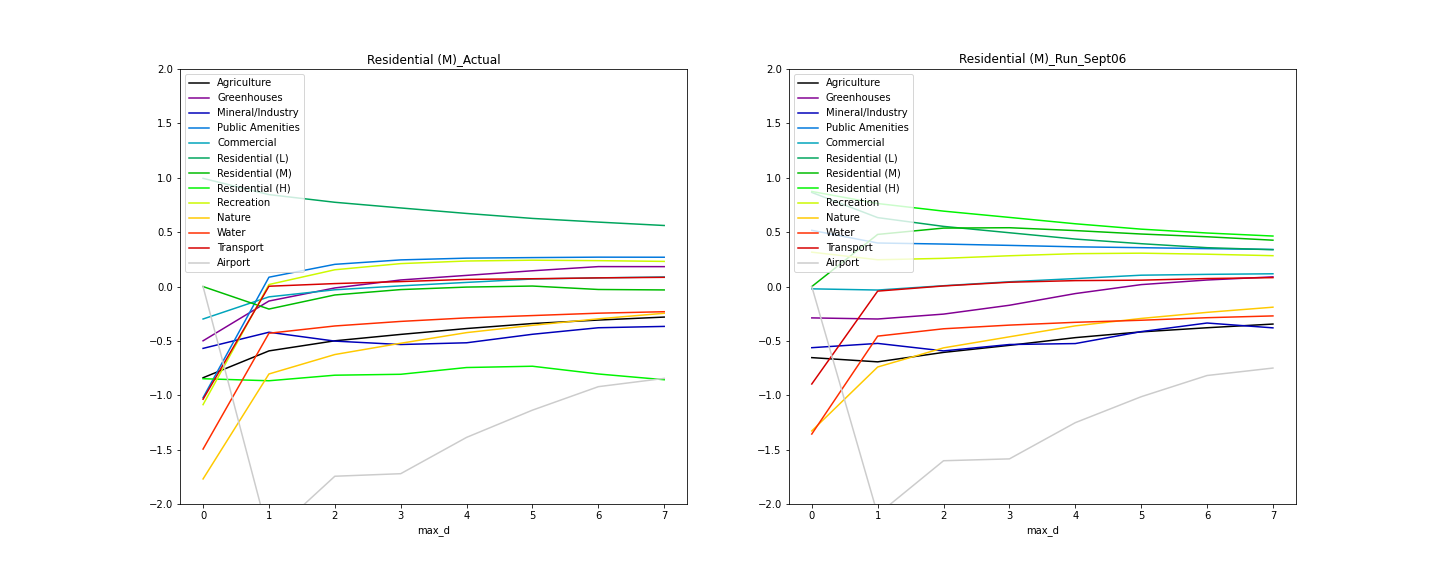 Residential (M)_Actual
2.0
1.5
1.0
0.5
0.0
−0.5
−1.0
−1.5
−2.0
Agriculture
Greenhouses
Mineral/Industry
Public Amenities
Commercial
Residential (L)
Residential (M)
Residential (H)
Recreation
Nature
Water
Transport
Airport
0 1 2 3 4 5 6 7
max_d
Residential (M)_Run_Sept06
2.0
1.5
1.0
0.5
0.0
−0.5
−1.0
−1.5
−2.0
Agriculture
Greenhouses
Mineral/Industry
Public Amenities
Commercial
Residential (L)
Residential (M)
Residential (H)
Recreation
Nature
Water
Transport
Airport
0 1 2 3 4 5 6 7
max_d